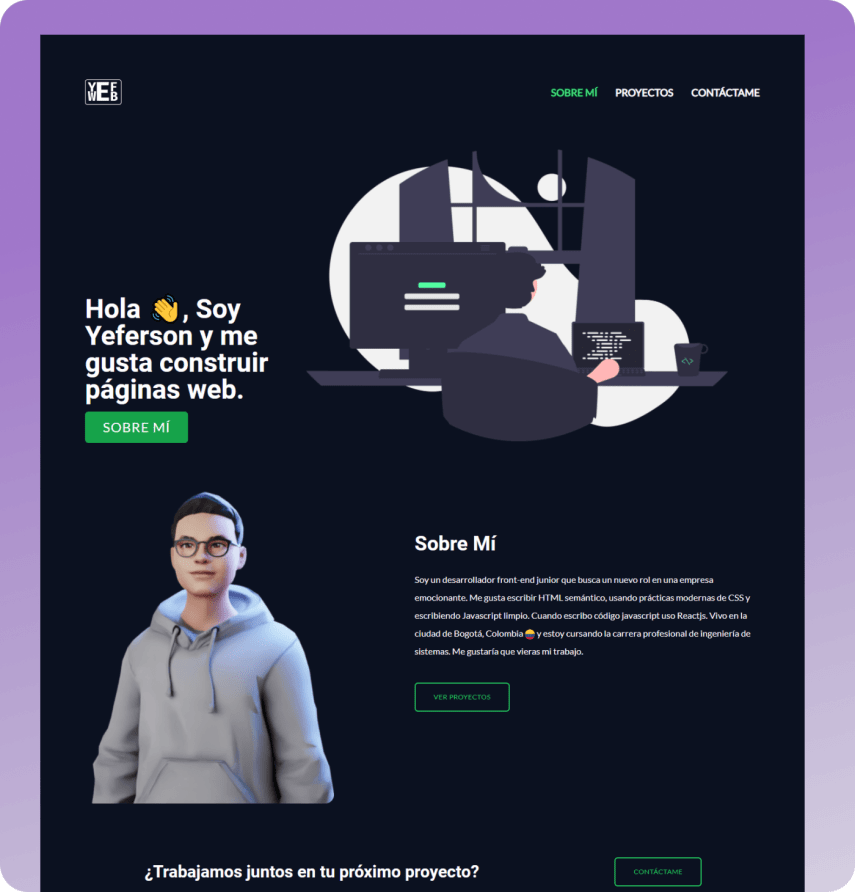 YEF
WEB
SOBRE MÍ PROYECTOS CONTÁCTAME
Hola 👋, Soy
Yeferson y me
gusta construir
páginas web.
SOBRE MÍ
Sobre Mí
Soy un desarrollador front-end junior que busca un nuevo rol en una empresa
emocionante. Me gusta escribir HTML semántico, usando prácticas modernas de CSS y
escribiendo Javascript limpio. Cuando escribo código javascript uso Reactjs. Vivo en la
ciudad de Bogotá, Colombia 🇨🇴 y estoy cursando la carrera profesional de ingeniería de
sistemas. Me gustaría que vieras mi trabajo.
VER PROYECTOS
¿Trabajamos juntos en tu próximo proyecto?
CONTÁCTAME